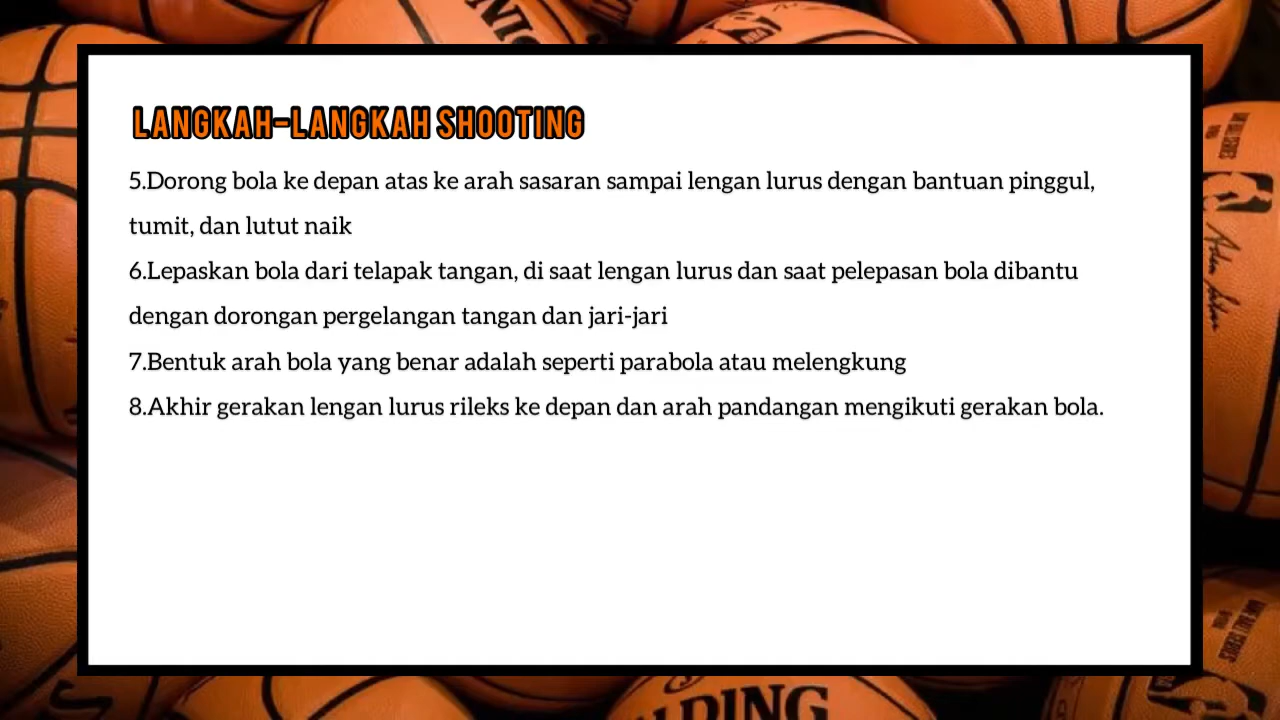 LANGKAH-LANGKAH SHOOTING
5.Dorong bola ke depan atas ke arah sasaran sampai lengan lurus dengan bantuan pinggul,
tumit, dan lutut naik
6.Lepaskan bola dari telapak tangan, di saat lengan lurus dan saat pelepasan bola dibantu
dengan dorongan pergelangan tangan dan jari-jari
7.Bentuk arah bola yang benar adalah seperti parabola atau melengkung
8.Akhir gerakan lengan lurus rileks ke depan dan arah pandangan mengikuti gerakan bola.